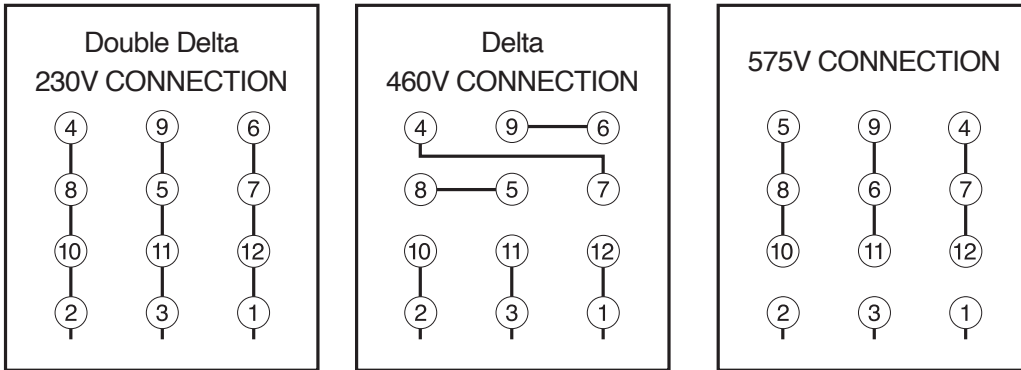 Double Delta
230V CONNECTION
4 9 6
8 5 7
10 11 12
2 3 1
Delta
460V CONNECTION
4 9 6
8 5 7
10 11 12
2 3 1
575V CONNECTION
5 9 4
8 6 7
10 11 12
2 3 1